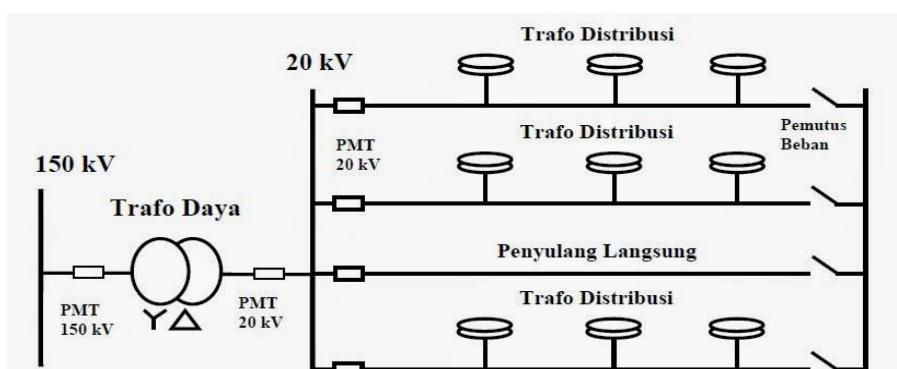 Trafo Distribusi
20 kV
PMT
20 kV
Trafo Distribusi
Pemutus
Beban
150 kV
Trafo Daya
Penyulang Langsung
PMT
150 kV
PMT
20 kV
Trafo Distribusi